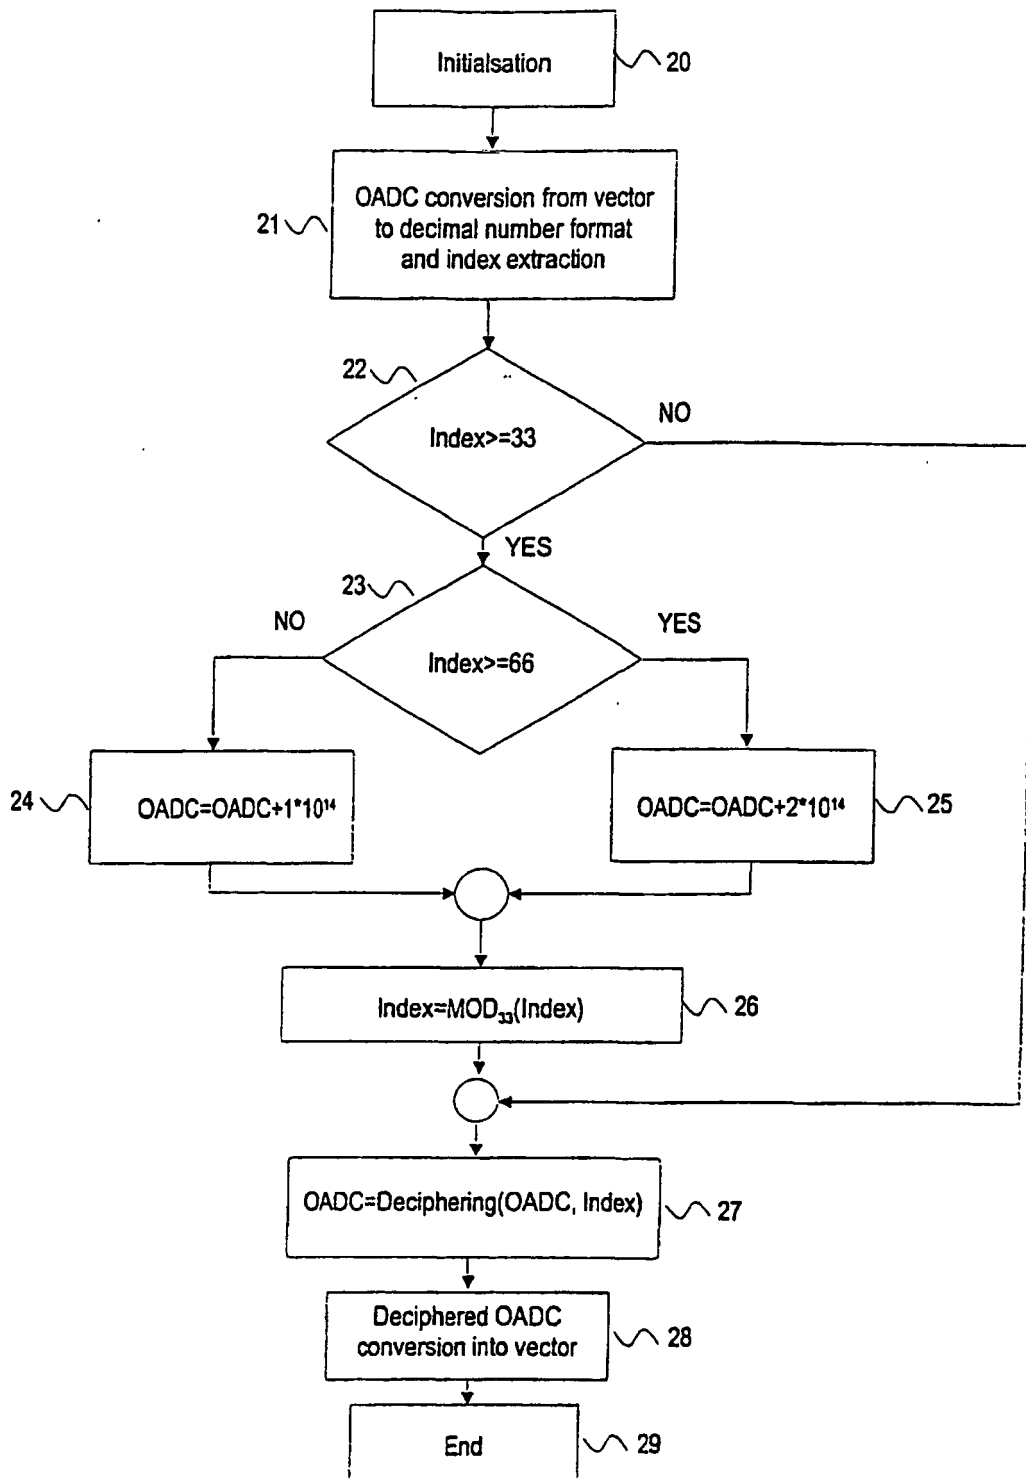 Initialsation
20
OADC conversion from vector
to decimal number format
and index extraction
21
22
Index>=33
NO
YES
23
NO
Index>=66
YES
24
OADC=OADC+1*10¹⁴
OADC=OADC+2*10¹⁴
25
Index=MOD₃₃(Index)
26
OADC=Deciphering(OADC, Index)
27
Deciphered OADC
conversion into vector
28
End
29